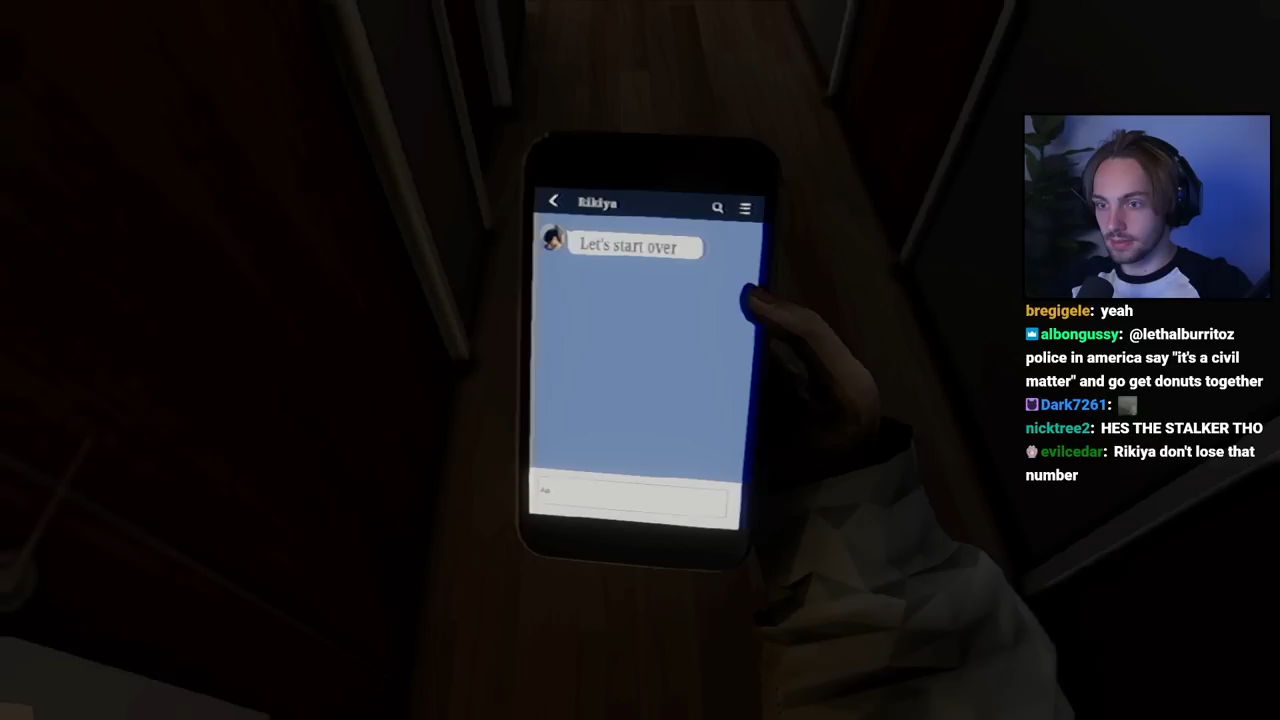 Rikiya
Let's start over
Aa
bregigele: yeah
albongussy: @lethalburritoz
police in america say "it's a civil
matter" and go get donuts together
Dark7261:
nicktree2: HES THE STALKER THO
evilcedar: Rikiya don't lose that
number